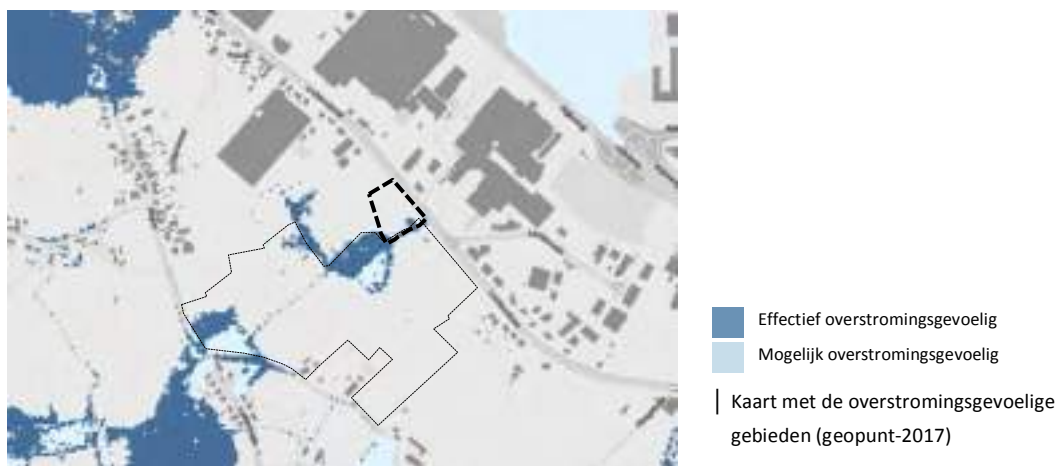 Effectief overstromingsgevoelig
Mogelijk overstromingsgevoelig
Kaart met de overstromingsgevoelige
gebieden (geopunt-2017)